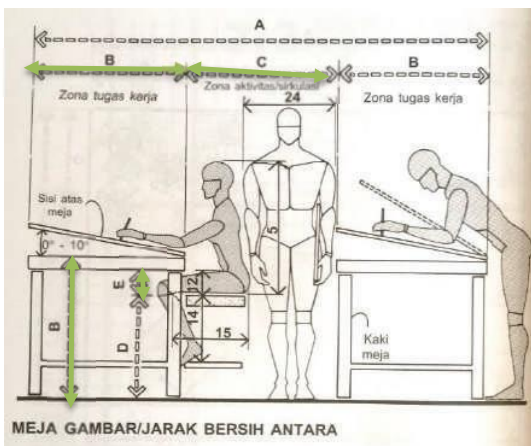 A
B C B
Zona tugas kerja Zona aktivitas/sirkulasi Zona tugas kerja
24
Sisi atas
meja
5
0° - 10°
E 12
B 14
15
D
Kaki
meja
MEJA GAMBAR/JARAK BERSIH ANTARA